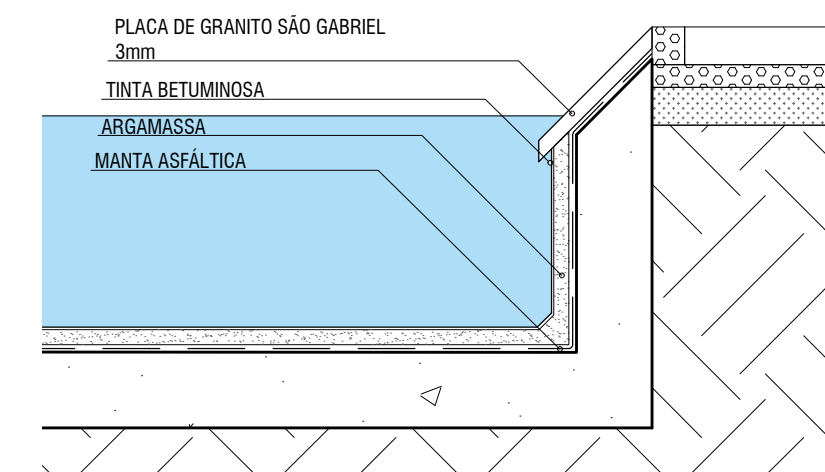 PLACA DE GRANITO SÃO GABRIEL
3mm
TINTA BETUMINOSA
ARGAMASSA
MANTA ASFÁLTICA